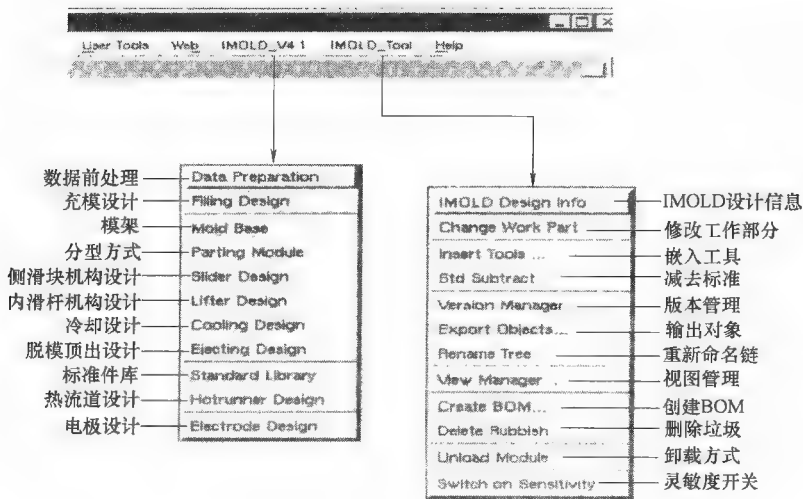 User Tools Web IMOLD_V4.1 IMOLD_Tool Help
数据前处理 Data Preparation
充模设计 Filling Design
模架 Mold Base
分型方式 Parting Module
侧滑块机构设计 Slider Design
内滑杆机构设计 Lifter Design
冷却设计 Cooling Design
脱模顶出设计 Ejecting Design
标准件库 Standard Library
热流道设计 Hotrunner Design
电极设计 Electrode Design
IMOLD Design Info IMOLD设计信息
Change Work Part 修改工作部分
Insert Tools ... 嵌入工具
Std Subtract 减去标准
Version Manager 版本管理
Export Objects... 输出对象
Rename Tree 重新命名链
View Manager . 视图管理
Create BOM... 创建BOM
Delete Rubbish 删除垃圾
Unload Module 卸载方式
Switch on Sensitivity 灵敏度开关